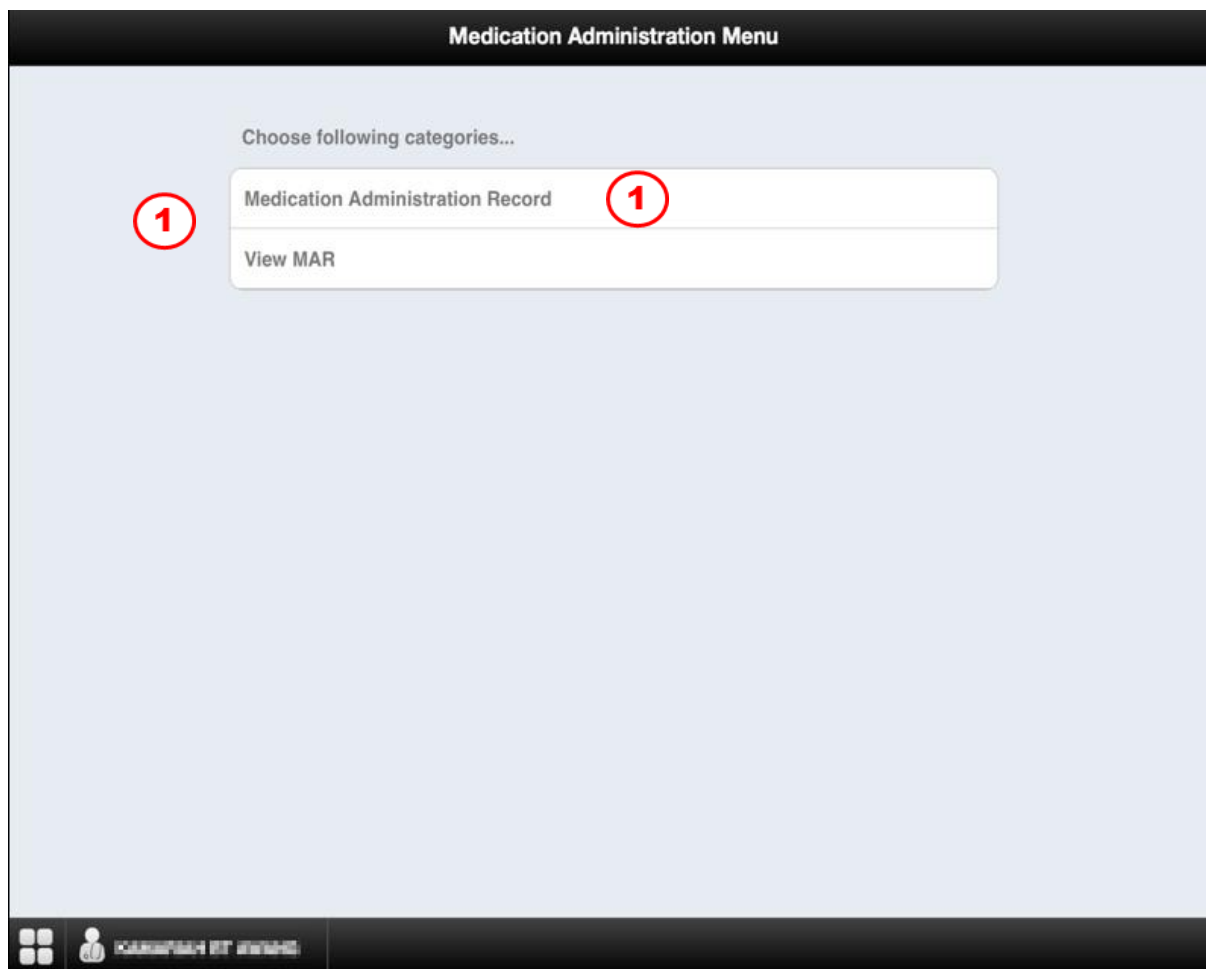 Medication Administration Menu
Choose following categories...
1
Medication Administration Record
1
View MAR